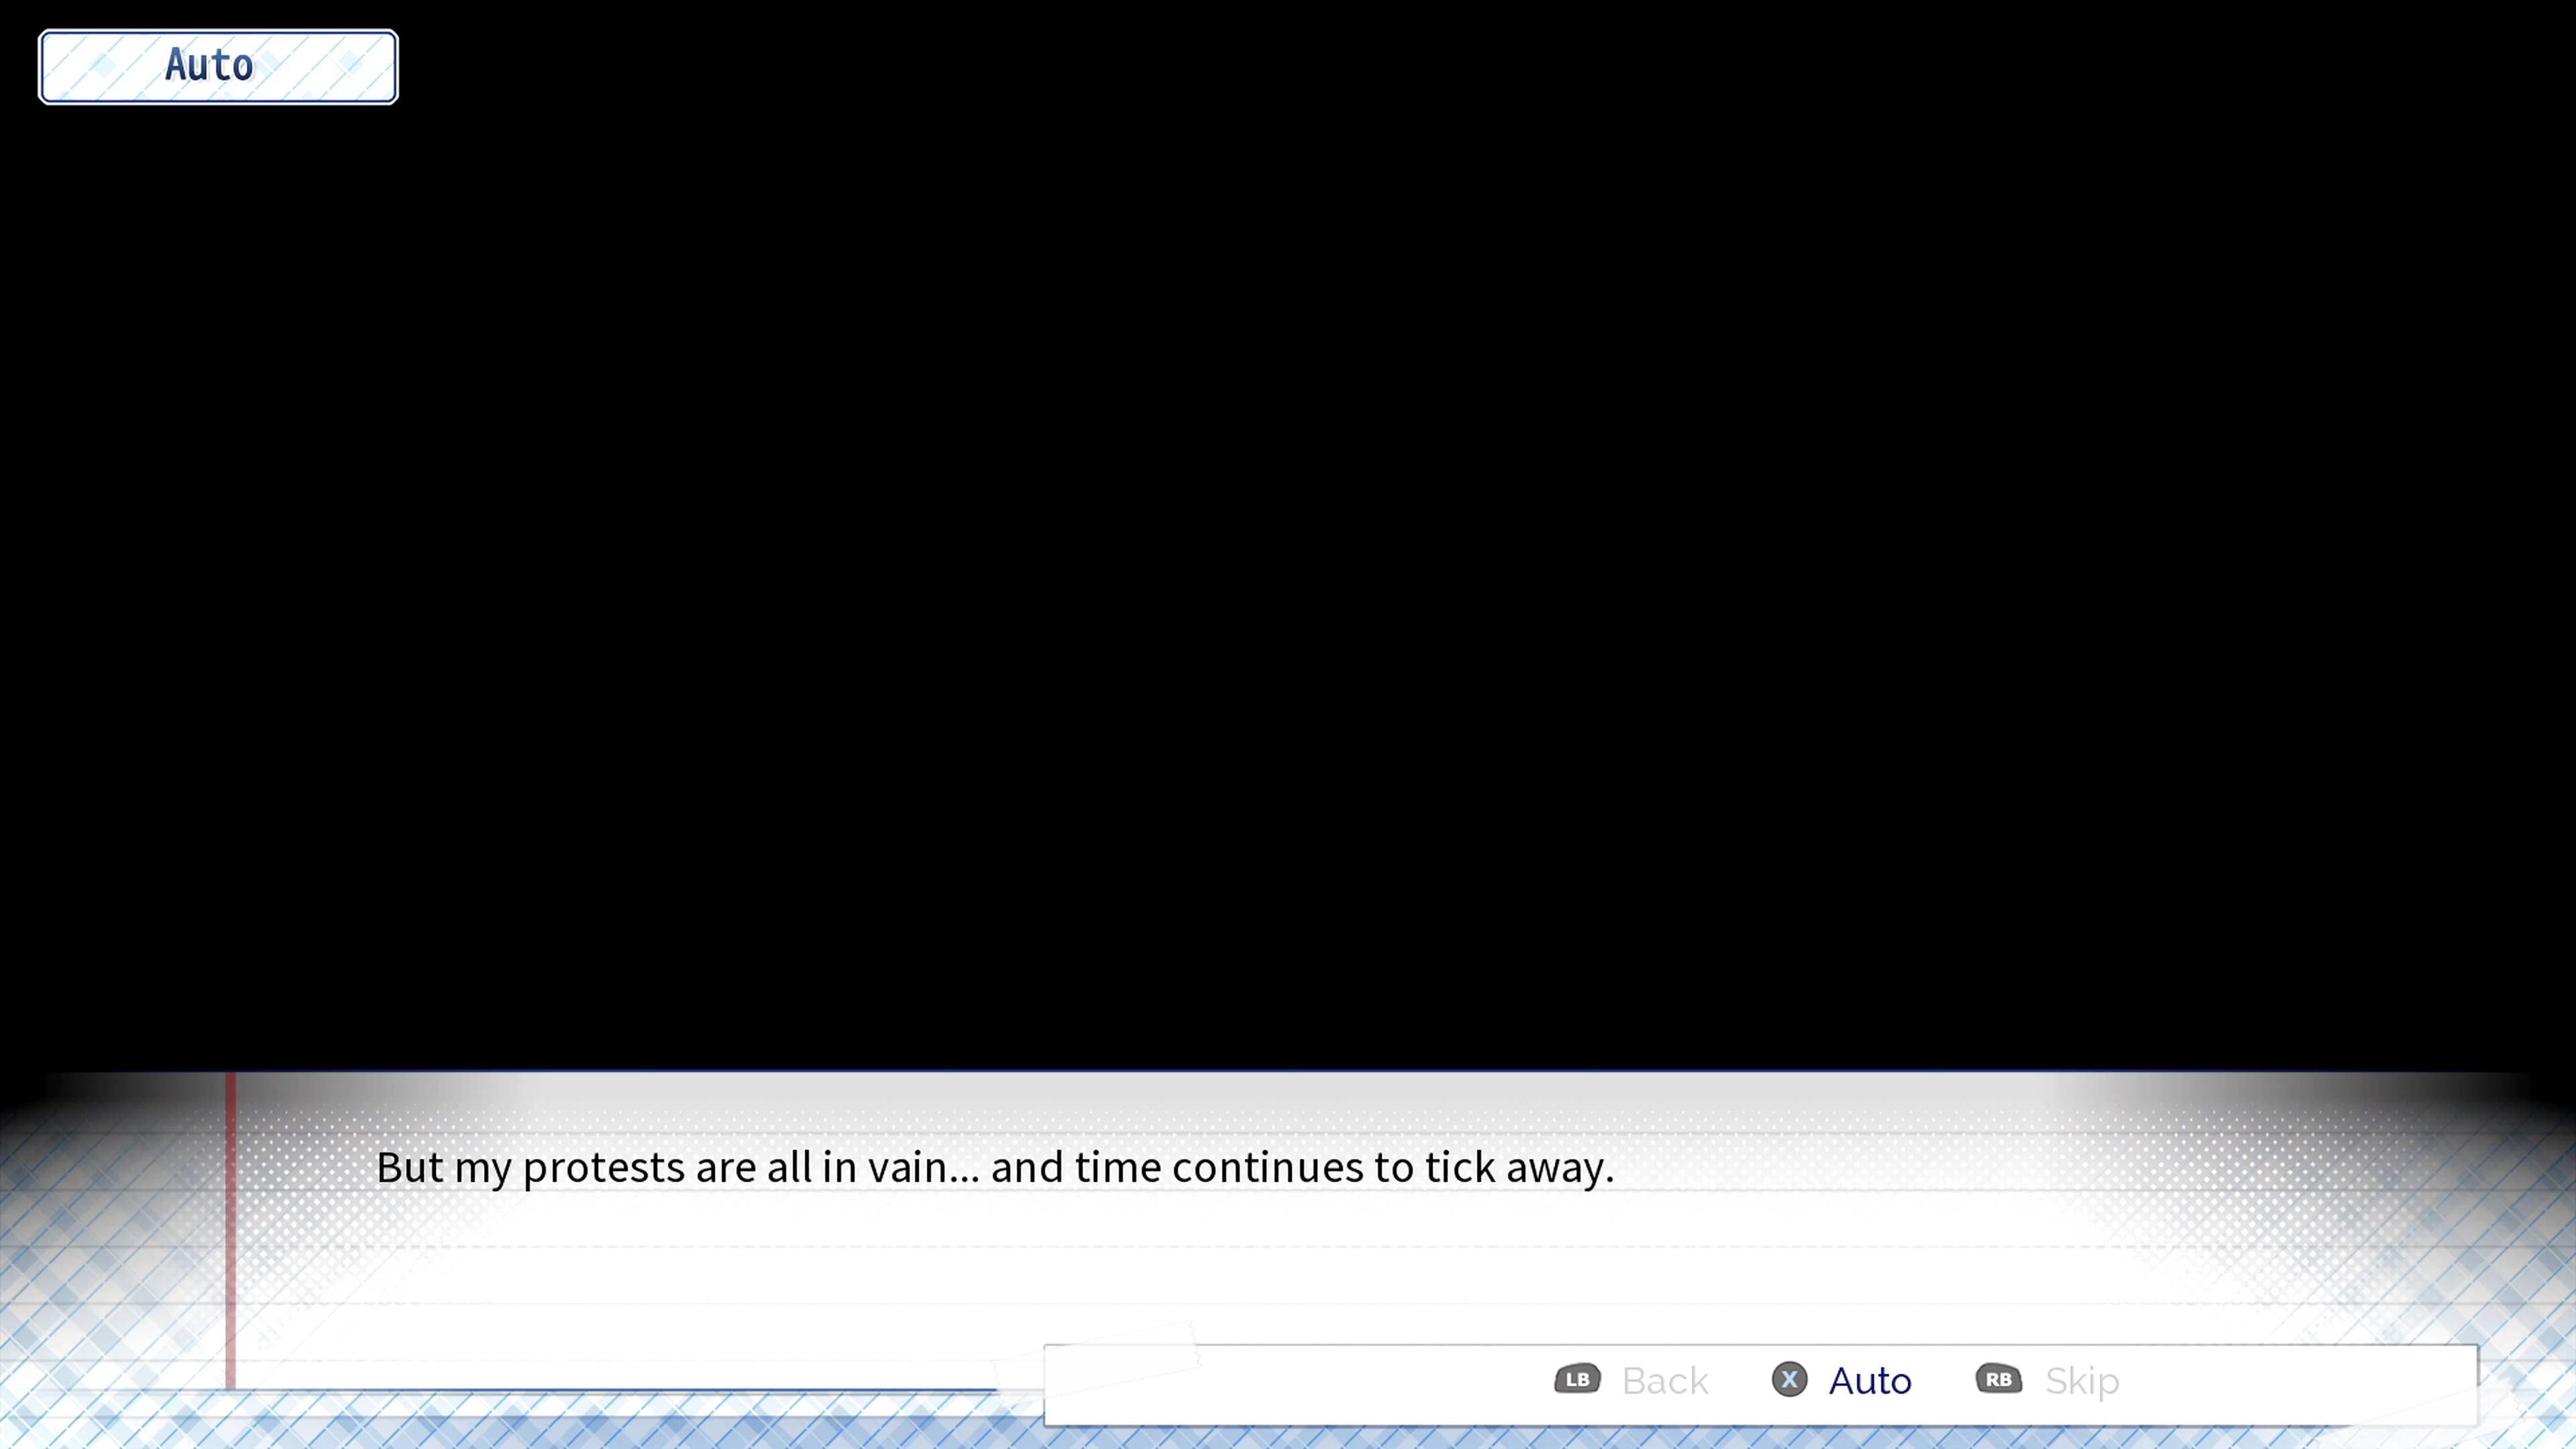 Auto
But my protests are all in vain... and time continues to tick away.
LB Back X Auto RB Skip